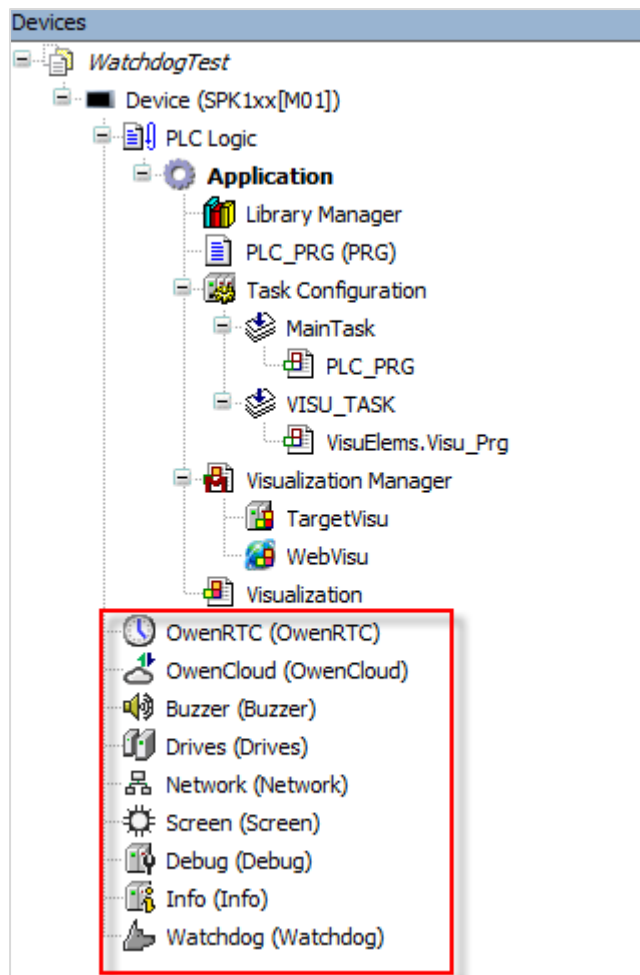 Devices
WatchdogTest
Device (SPK1xx[M01])
PLC Logic
Application
Library Manager
PLC_PRG (PRG)
Task Configuration
MainTask
PLC_PRG
VISU_TASK
VisuElems.Visu_Prg
Visualization Manager
TargetVisu
WebVisu
Visualization
OwenRTC (OwenRTC)
OwenCloud (OwenCloud)
Buzzer (Buzzer)
Drives (Drives)
Network (Network)
Screen (Screen)
Debug (Debug)
Info (Info)
Watchdog (Watchdog)